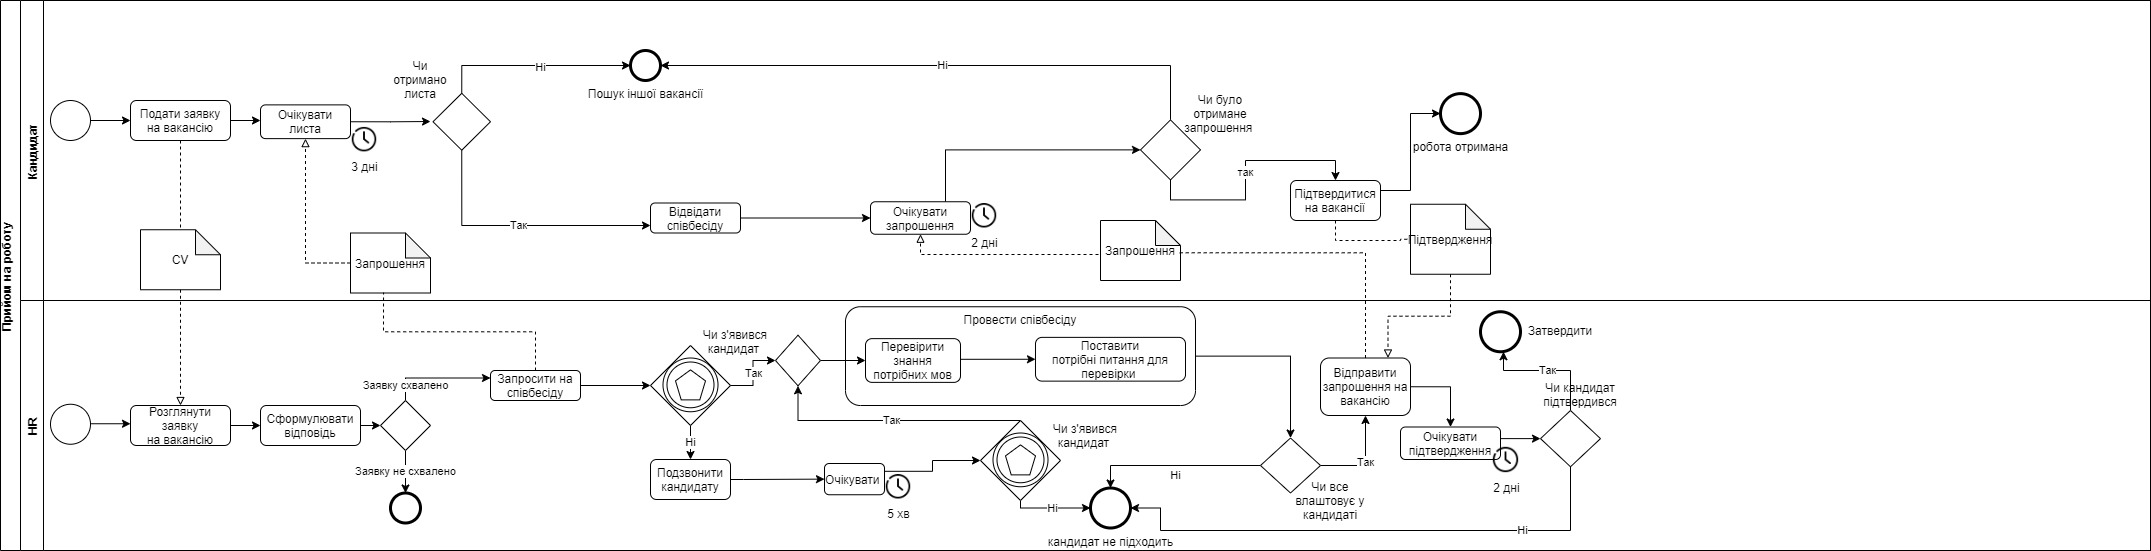 Прийом на роботу
Кандидат
Подати заявку
на вакансію
Очікувати
листа
3 дні
Чи
отримано
листа
Ні
Пошук іншої вакансії
Ні
Чи було
отримане
запрошення
так
робота отримана
Так
Відвідати
співбесіду
Очікувати
запрошення
2 дні
Підтвердитися
на вакансії
CV
Запрошення
Запрошення
Підтвердження
HR
Розглянути
заявку
на вакансію
Сформулювати
відповідь
Заявку схвалено
Заявку не схвалено
Запросити на
співбесіду
Чи з'явився
кандидат
Так
Ні
Подзвонити
кандидату
Очікувати
5 хв
Провести співбесіду
Перевірити
знання
потрібних мов
Поставити
потрібні питання для
перевірки
Так
Чи з'явився
кандидат
Ні
кандидат не підходить
Ні
Чи все
влаштовує у
кандидаті
Так
Відправити
запрошення на
вакансію
Очікувати
підтвердження
2 дні
Затвердити
Так
Чи кандидат
підтвердився
Ні